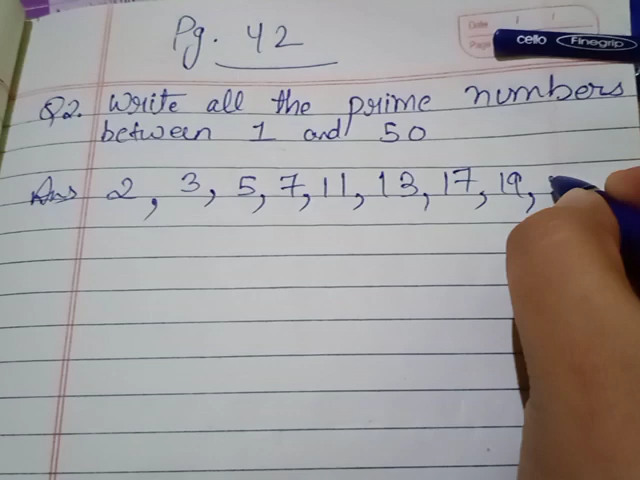 Pg. 42
Date
Page
cello Finegrip
Q2. Write all the prime numbers
between 1 and 50
Ans 2, 3, 5, 7, 11, 13, 17, 19,